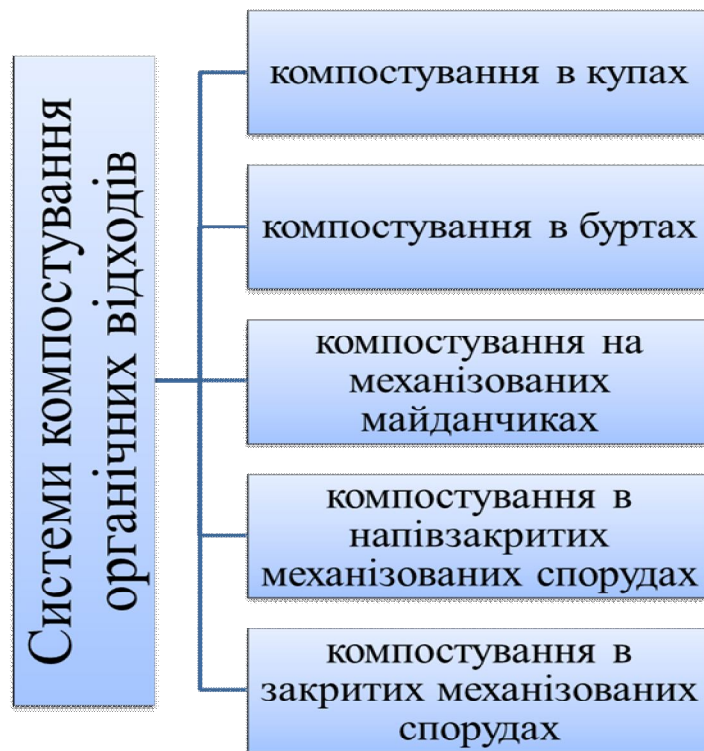 Системи компостування
органічних відходів
компостування в купах
компостування в буртах
компостування на
механізованих
майданчиках
компостування в
напівзакритих
механізованих спорудах
компостування в
закритих механізованих
спорудах